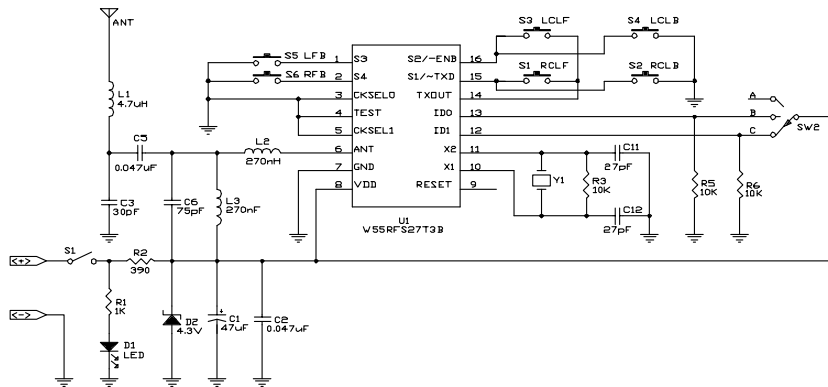 ANT
S3 LCLF
S4 LCLB
S5 LFB
1 S3
S2/-ENB 16
S6 RFB
2 S4
S1/~TXD 15
S1 RCLF
S2 RCLB
3 CKSEL0
TXOUT 14
A
L1
4.7uH
4 TEST
ID0 13
B
SW2
5 CKSEL1
ID1 12
C
C5
0.047uF
L2
270nH
6 ANT
X2 11
C11
27pF
7 GND
X1 10
Y1
R3
10K
R5
10K
R6
10K
8 VDD
RESET 9
C3
30pF
C6
75pF
L3
270nF
C12
27pF
U1
W55RFS27T3B
S1
R2
390
<+>
R1
1K
<->
D2
4.3V
C1
47uF
C2
0.047uF
D1
LED